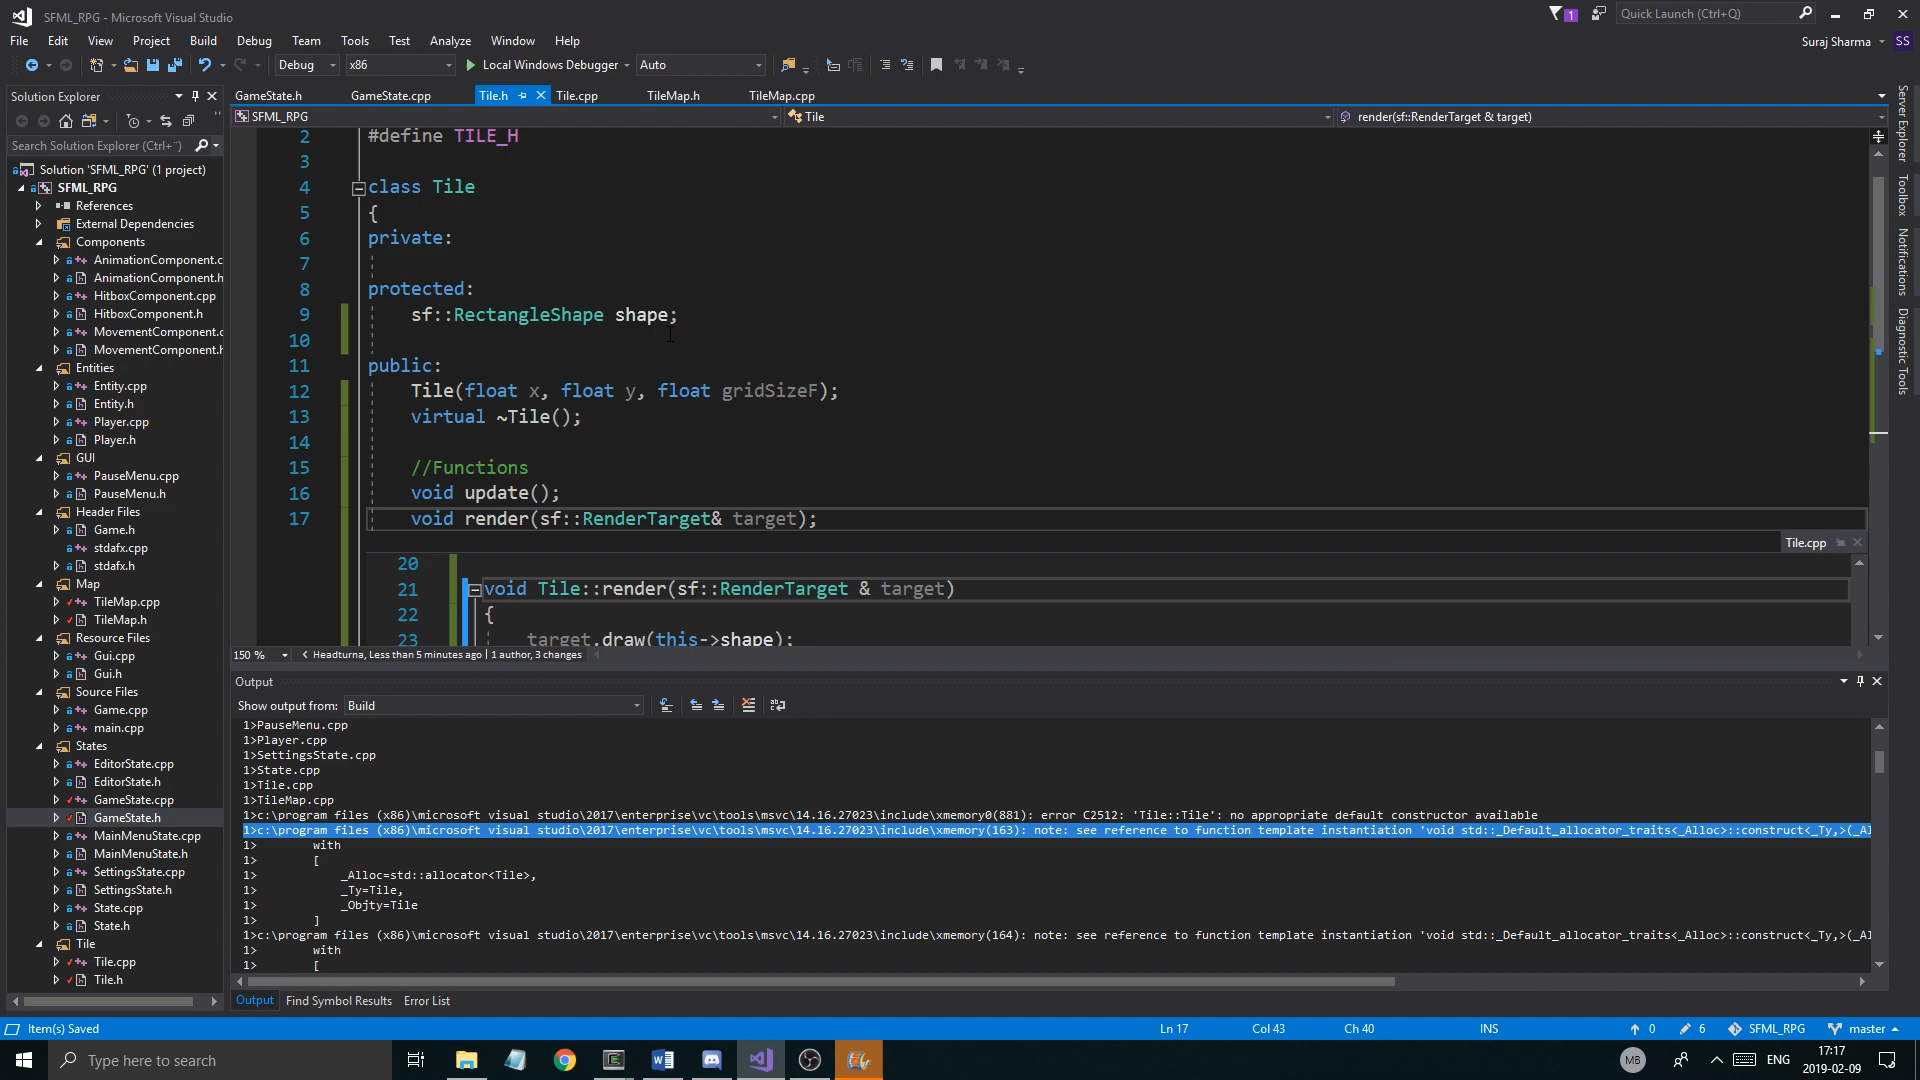 SFML_RPG - Microsoft Visual Studio
1
Quick Launch (Ctrl+Q)
File Edit View Project Build Debug Team Tools Test Analyze Window Help
Suraj Sharma SS
Debug x86 Local Windows Debugger Auto
Solution Explorer
GameState.h GameState.cpp Tile.h Tile.cpp TileMap.h TileMap.cpp
SFML_RPG Tile render(sf::RenderTarget & target)
Search Solution Explorer (Ctrl+¨)
Solution 'SFML_RPG' (1 project)
SFML_RPG
References
External Dependencies
Components
AnimationComponent.c
AnimationComponent.h
HitboxComponent.cpp
HitboxComponent.h
MovementComponent.c
MovementComponent.h
Entities
Entity.cpp
Entity.h
Player.cpp
Player.h
GUI
PauseMenu.cpp
PauseMenu.h
Header Files
Game.h
stdafx.cpp
stdafx.h
Map
TileMap.cpp
TileMap.h
Resource Files
Gui.cpp
Gui.h
Source Files
Game.cpp
main.cpp
States
EditorState.cpp
EditorState.h
GameState.cpp
GameState.h
MainMenuState.cpp
MainMenuState.h
SettingsState.cpp
SettingsState.h
State.cpp
State.h
Tile
Tile.cpp
Tile.h
2 #define TILE_H
3
4 class Tile
5 {
6 private:
7
8 protected:
9 sf::RectangleShape shape;
10
11 public:
12 Tile(float x, float y, float gridSizeF);
13 virtual ~Tile();
14
15 //Functions
16 void update();
17 void render(sf::RenderTarget& target);
Tile.cpp
20
21 void Tile::render(sf::RenderTarget & target)
22 {
23 target.draw(this->shape);
150 % Headturna, Less than 5 minutes ago | 1 author, 3 changes
Output
Show output from: Build
1>PauseMenu.cpp
1>Player.cpp
1>SettingsState.cpp
1>State.cpp
1>Tile.cpp
1>TileMap.cpp
1>c:\program files (x86)\microsoft visual studio\2017\enterprise\vc\tools\msvc\14.16.27023\include\xmemory0(881): error C2512: 'Tile::Tile': no appropriate default constructor available
1>c:\program files (x86)\microsoft visual studio\2017\enterprise\vc\tools\msvc\14.16.27023\include\xmemory(163): note: see reference to function template instantiation 'void std::_Default_allocator_traits<_Alloc>::construct<_Ty,>(_Al
1> with
1> [
1> _Alloc=std::allocator<Tile>,
1> _Ty=Tile,
1> _Objty=Tile
1> ]
1>c:\program files (x86)\microsoft visual studio\2017\enterprise\vc\tools\msvc\14.16.27023\include\xmemory(164): note: see reference to function template instantiation 'void std::_Default_allocator_traits<_Alloc>::construct<_Ty,>(_Al
1> with
1> [
Output Find Symbol Results Error List
Server Explorer
Toolbox
Notifications
Diagnostic Tools
Item(s) Saved Ln 17 Col 43 Ch 40 INS 0 6 SFML_RPG master
Type here to search
MB ENG 17:17
2019-02-09